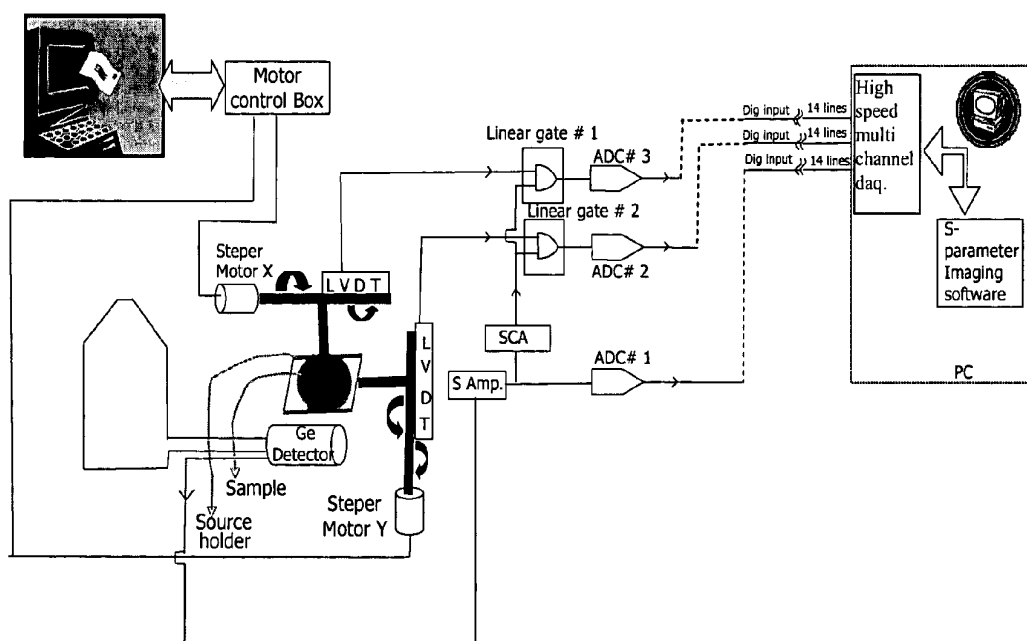 Motor
control Box
Linear gate # 1
ADC# 3
Linear gate # 2
ADC# 2
Dig input
14 lines
Dig input
14 lines
Dig Input
14 lines
High
speed
multi
channel
daq.
S-
parameter
Imaging
software
PC
Steper
Motor X
L V D T
L
V
D
T
SCA
S Amp.
ADC# 1
Ge
Detector
Sample
Source
holder
Steper
Motor Y